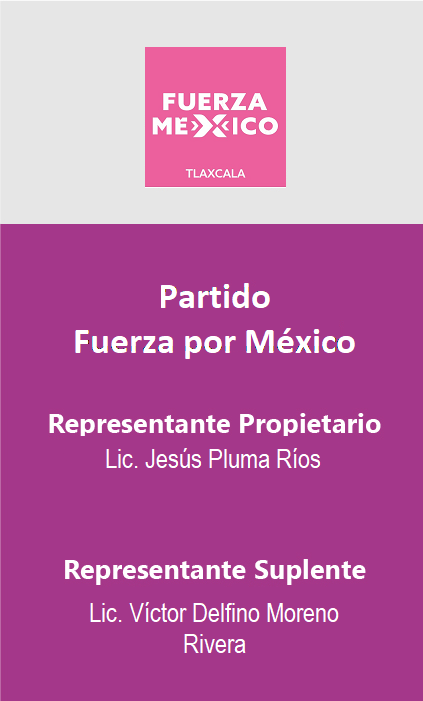 FUERZA
MÉXICO
TLAXCALA
Partido
Fuerza por México
Representante Propietario
Lic. Jesús Pluma Ríos
Representante Suplente
Lic. Víctor Delfino Moreno
Rivera